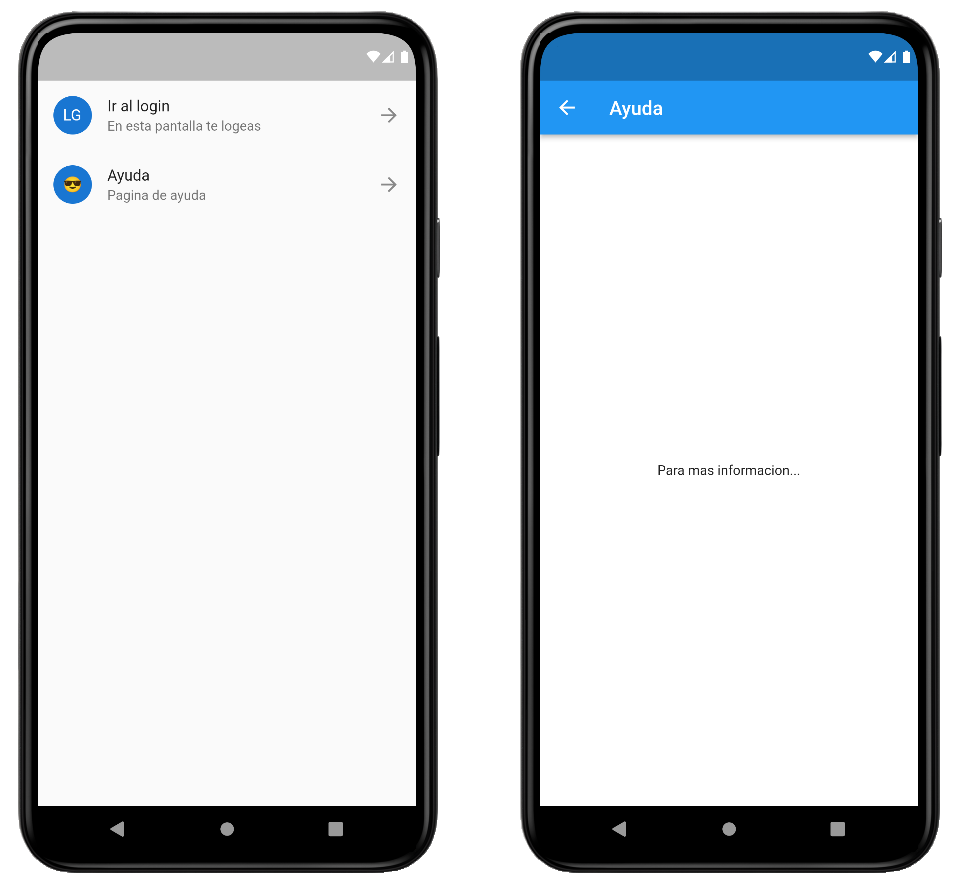 LG
Ir al login
En esta pantalla te logeas
Ayuda
Pagina de ayuda
Ayuda
Para mas informacion...